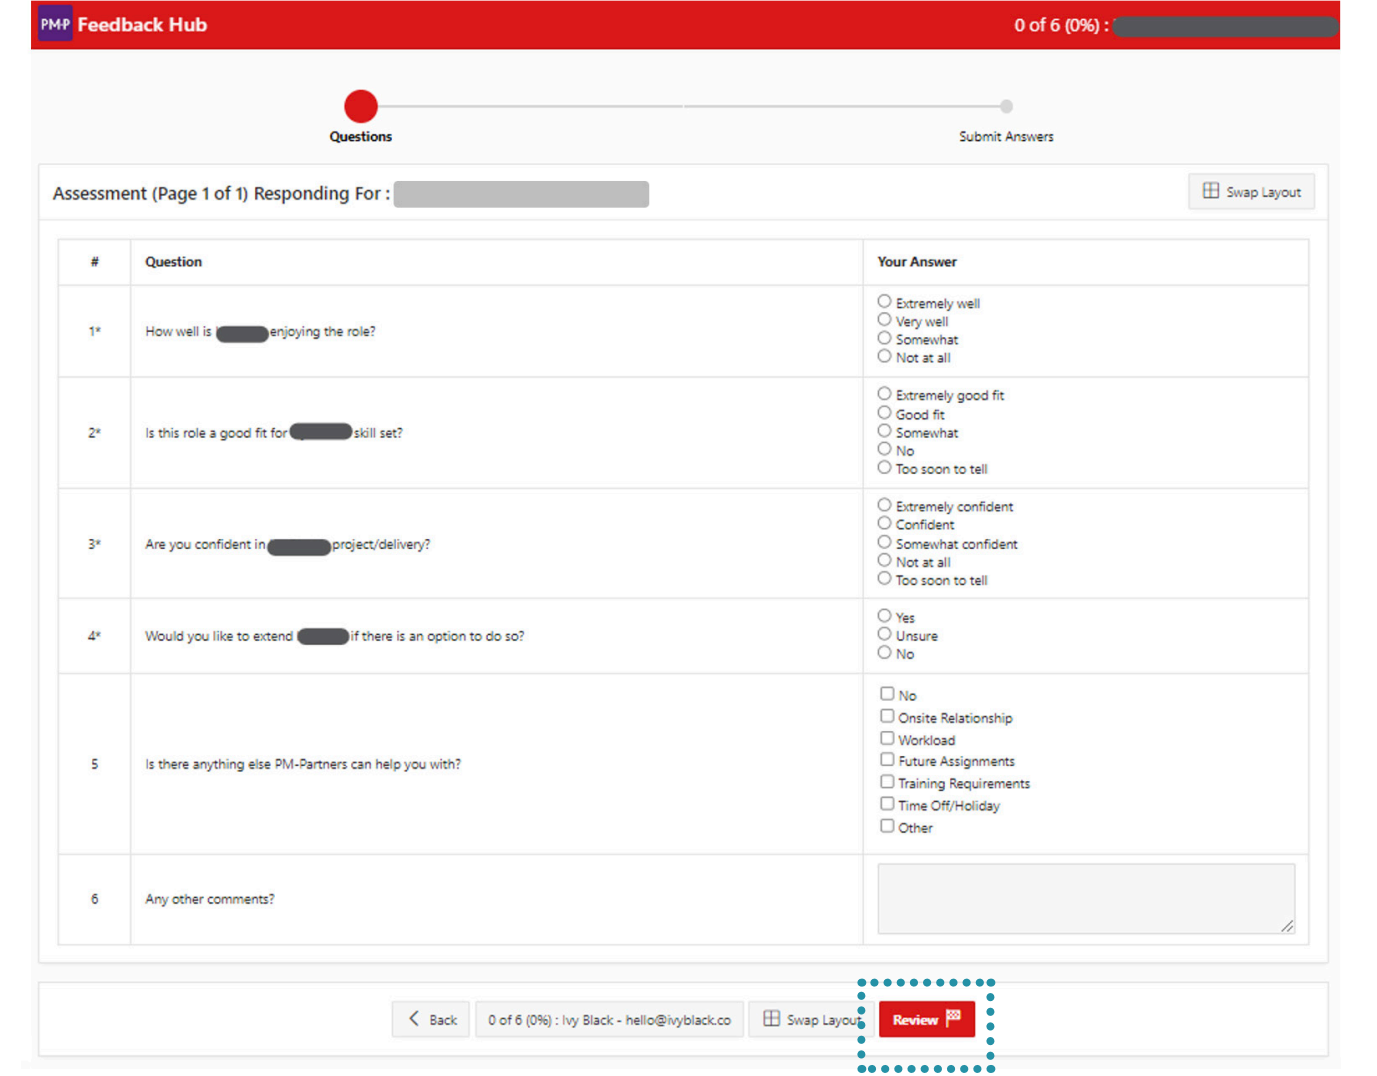 PM-P Feedback Hub
0 of 6 (0%) :
Questions
Submit Answers
Assessment (Page 1 of 1) Responding For :
Swap Layout
# Question Your Answer
1* How well is enjoying the role?
Extremely well
Very well
Somewhat
Not at all
2* Is this role a good fit for skill set?
Extremely good fit
Good fit
Somewhat
No
Too soon to tell
3* Are you confident in project/delivery?
Extremely confident
Confident
Somewhat confident
Not at all
Too soon to tell
4* Would you like to extend if there is an option to do so?
Yes
Unsure
No
5 Is there anything else PM-Partners can help you with?
No
Onsite Relationship
Workload
Future Assignments
Training Requirements
Time Off/Holiday
Other
6 Any other comments?
Back
0 of 6 (0%) : Ivy Black - hello@ivyblack.co
Swap Layout
Review